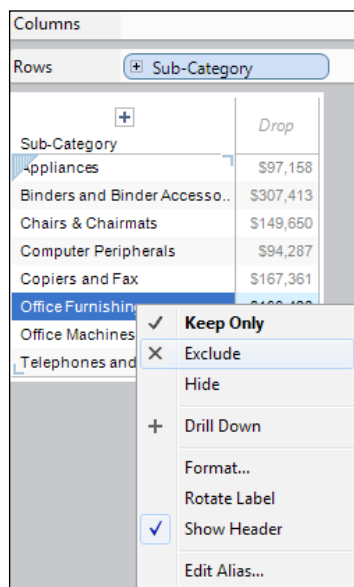 Columns
Rows
Sub-Category
Drop
Sub-Category
Appliances $97,158
Binders and Binder Accesso.. $307,413
Chairs & Chairmats $149,650
Computer Peripherals $94,287
Copiers and Fax $167,361
Office Furnishin
Office Machines
Telephones and
Keep Only
Exclude
Hide
Drill Down
Format...
Rotate Label
Show Header
Edit Alias...